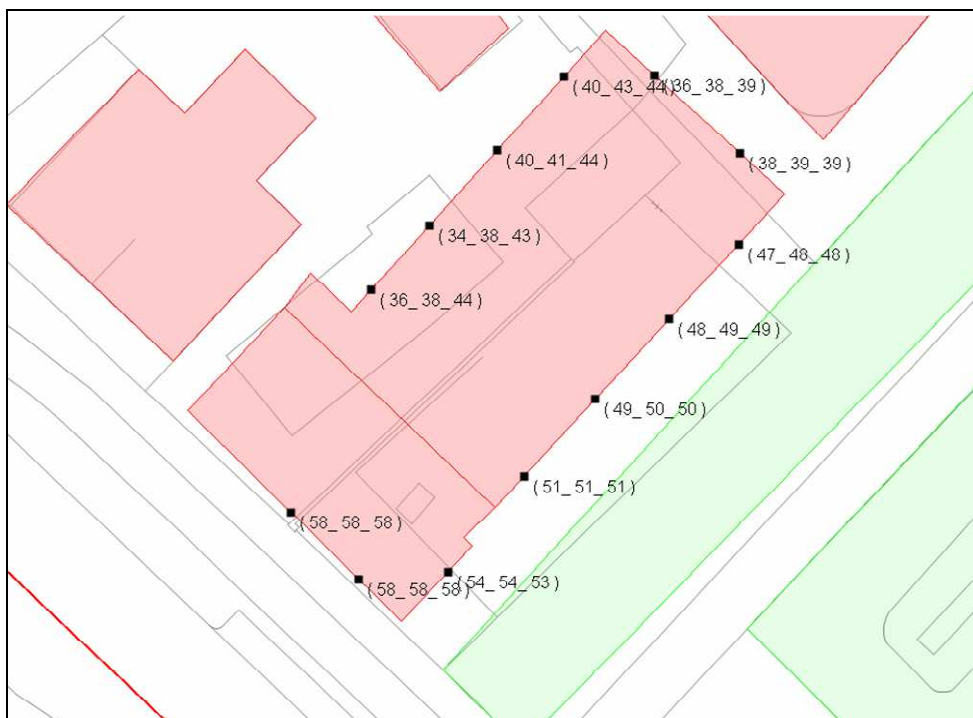 ( 40_ 43_ 44 )
( 36_ 38_ 39 )
( 40_ 41_ 44 )
( 38_ 39_ 39 )
( 34_ 38_ 43 )
( 47_ 48_ 48 )
( 36_ 38_ 44 )
( 48_ 49_ 49 )
( 49_ 50_ 50 )
( 51_ 51_ 51 )
( 58_ 58_ 58 )
( 58_ 58_ 58 )
( 54_ 54_ 53 )